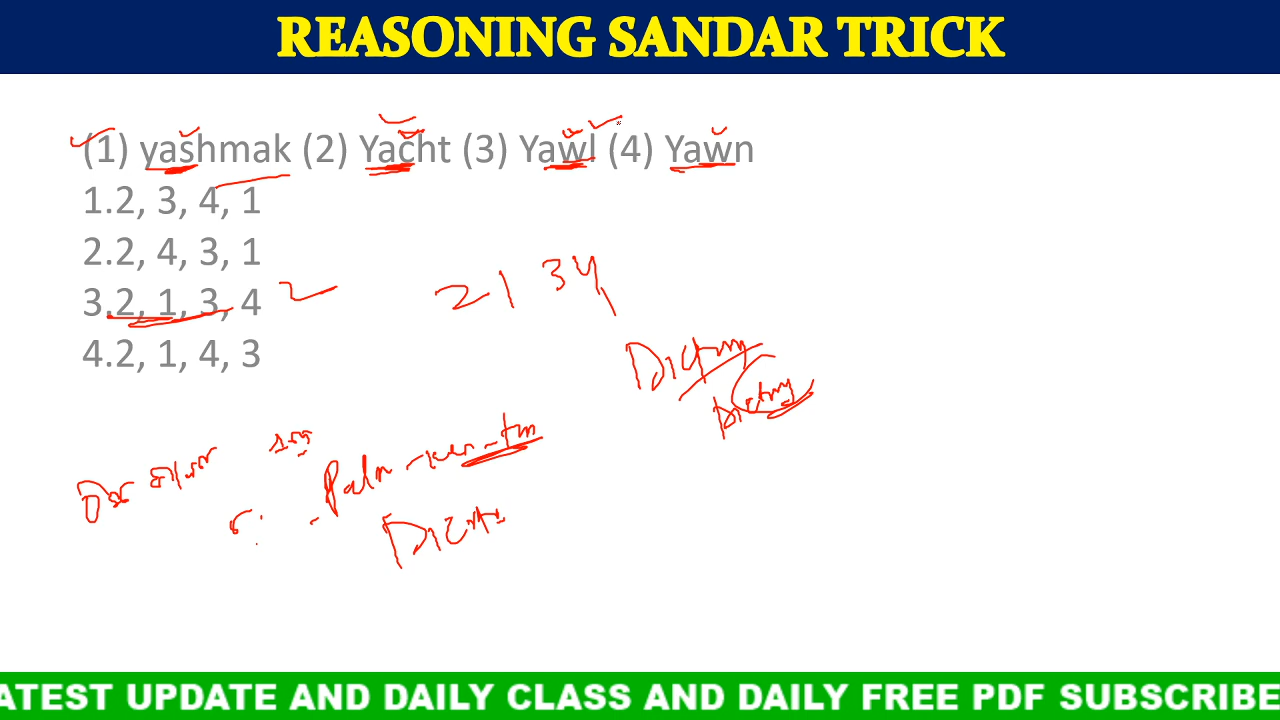 REASONING SANDAR TRICK
(1) yashmak (2) Yacht (3) Yawl (4) Yawn
1.2, 3, 4, 1
2.2, 4, 3, 1
3.2, 1, 3, 4
4.2, 1, 4, 3
2 1 3 4
ATEST UPDATE AND DAILY CLASS AND DAILY FREE PDF SUBSCRIBE